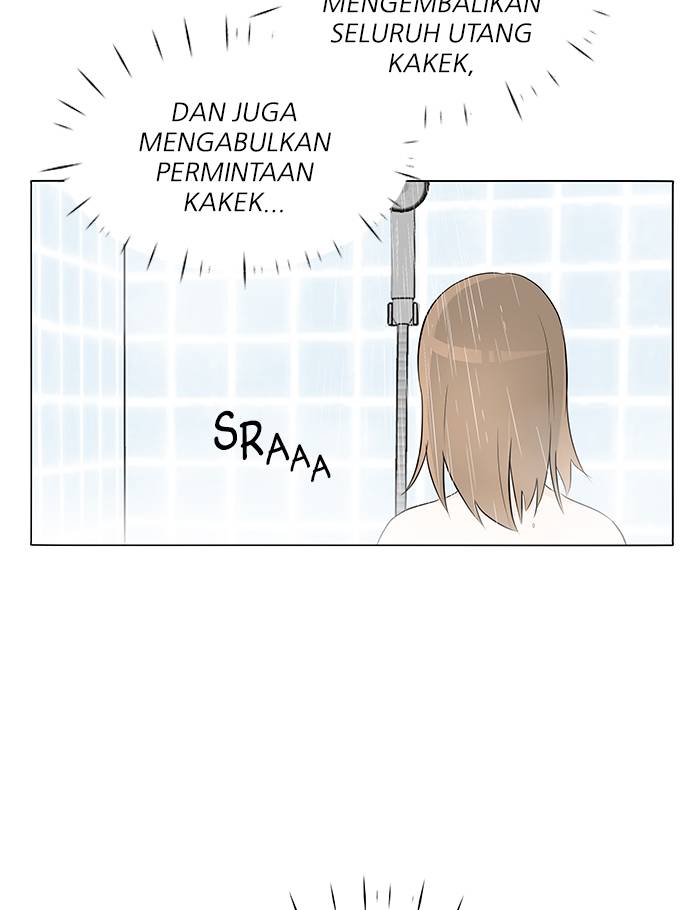 MENGEMBALIKAN
SELURUH UTANG
KAKEK,
DAN JUGA
MENGABULKAN
PERMINTAAN
KAKEK...
SRAAA